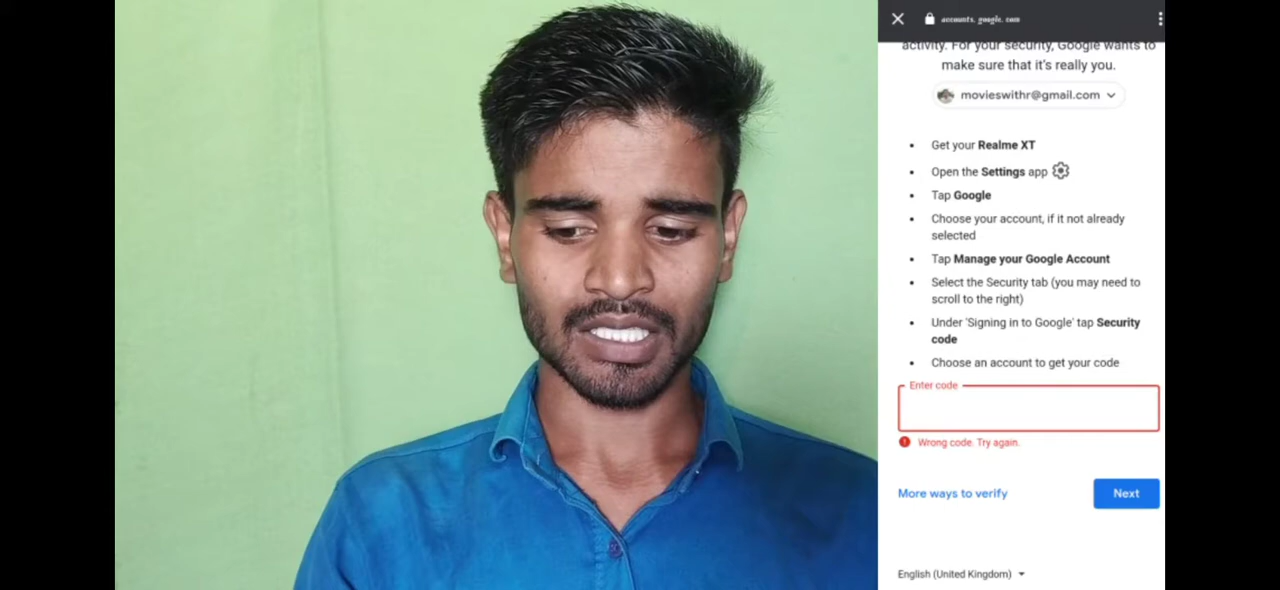 accounts. google. com
activity. For your security, Google wants to
make sure that it's really you.
movieswithr@gmail.com
• Get your Realme XT
• Open the Settings app
• Tap Google
• Choose your account, if it not already
selected
• Tap Manage your Google Account
• Select the Security tab (you may need to
scroll to the right)
• Under 'Signing in to Google' tap Security
code
• Choose an account to get your code
Enter code
Wrong code. Try again.
More ways to verify
Next
English (United Kingdom)